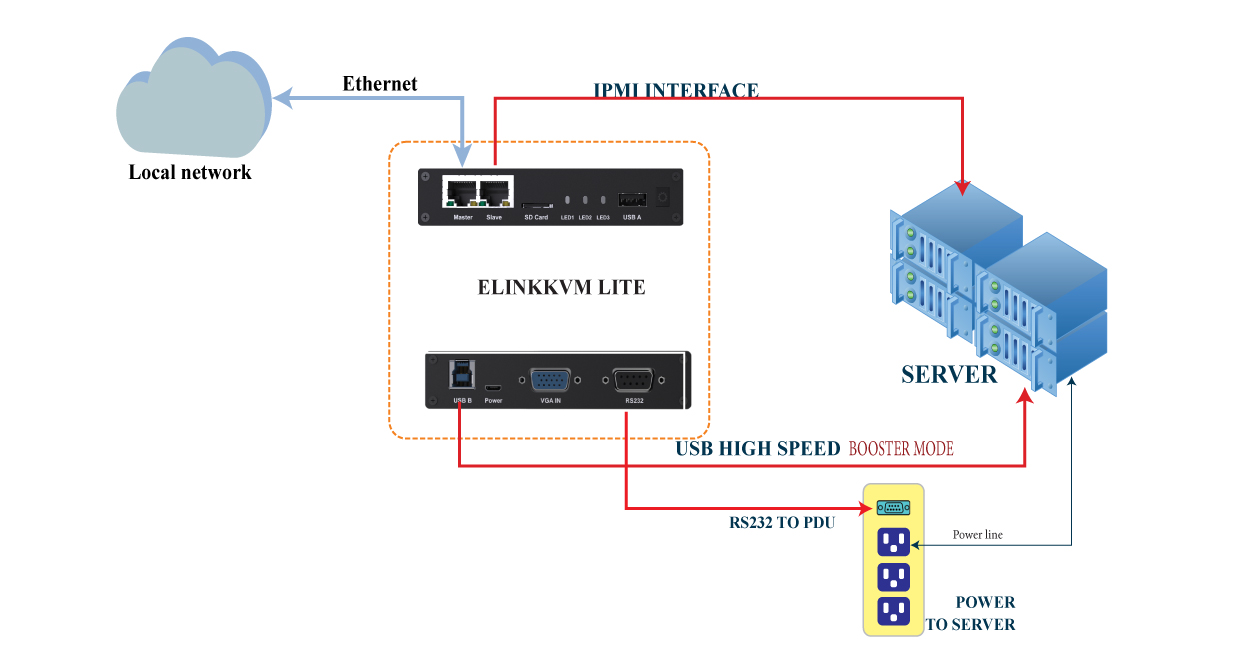 Ethernet
IPMI INTERFACE
Local network
Master Slave SD Card LED1 LED2 LED3 USB A
ELINKKVM LITE
SERVER
USB B Power VGA IN RS232
USB HIGH SPEED BOOSTER MODE
RS232 TO PDU
Power line
POWER
TO SERVER